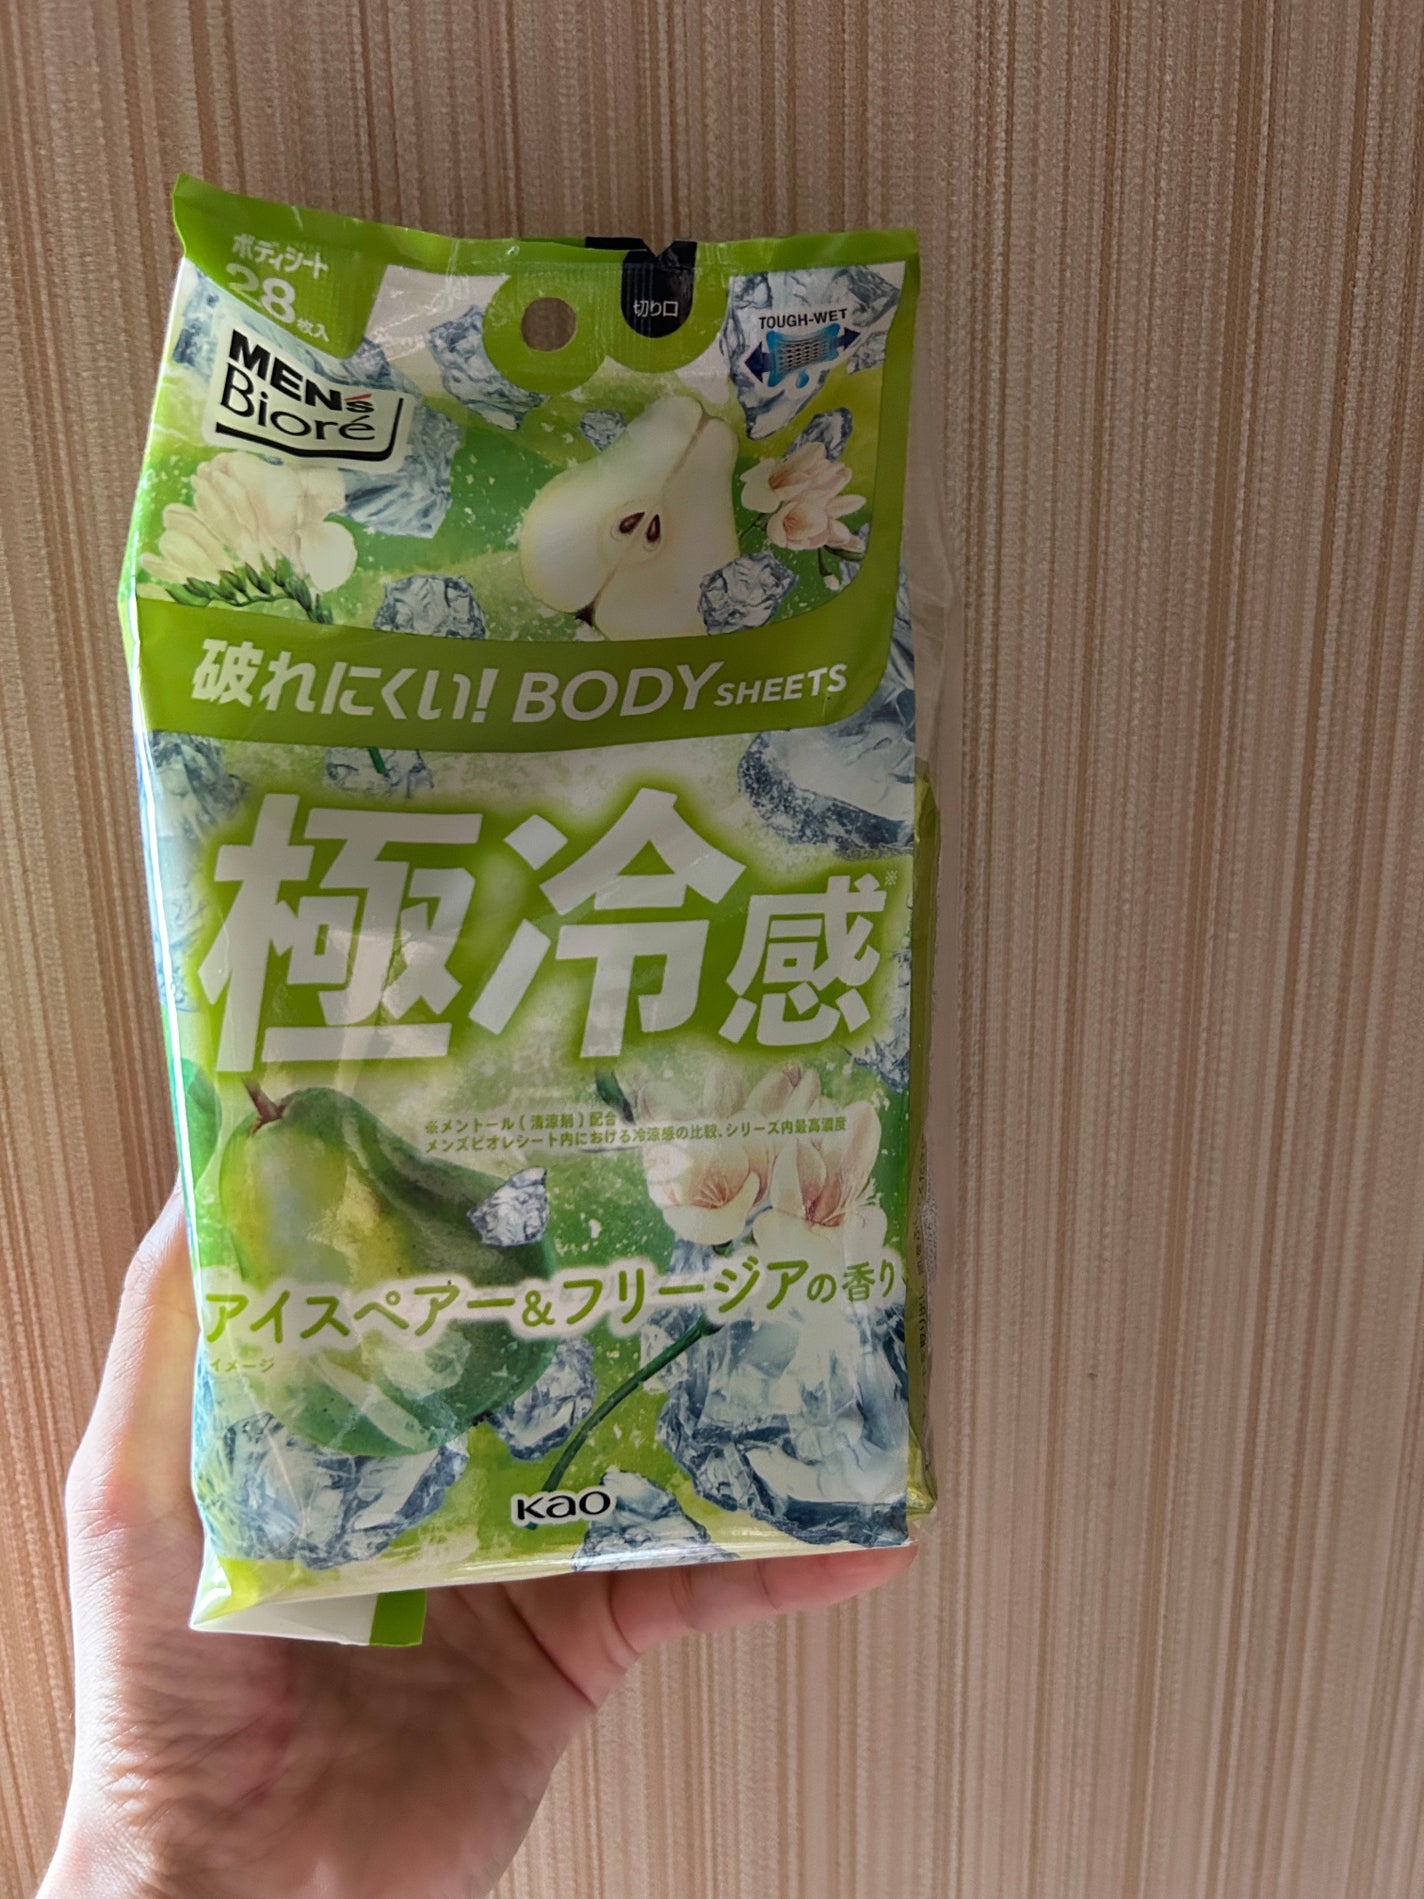 ボディシート
28枚入
切り口
TOUGH-WET
MEN's
Bioré
破れにくい! BODY SHEETS
極冷感※
※メントール(清涼剤)配合
メンズビオレシート内における冷涼感の比較、シリーズ内最高濃度
アイスペアー&フリージアの香り
イメージ
Kao